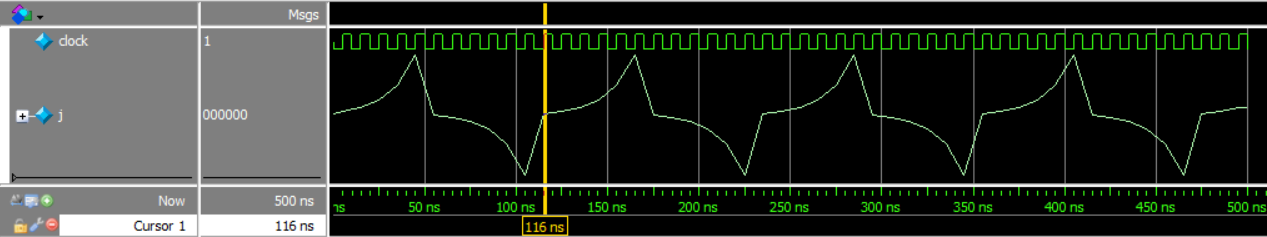 Msgs
clock 1
j 000000
Now 500 ns
ns 50 ns 100 ns 150 ns 200 ns 250 ns 300 ns 350 ns 400 ns 450 ns 500 ns
Cursor 1 116 ns
116 ns